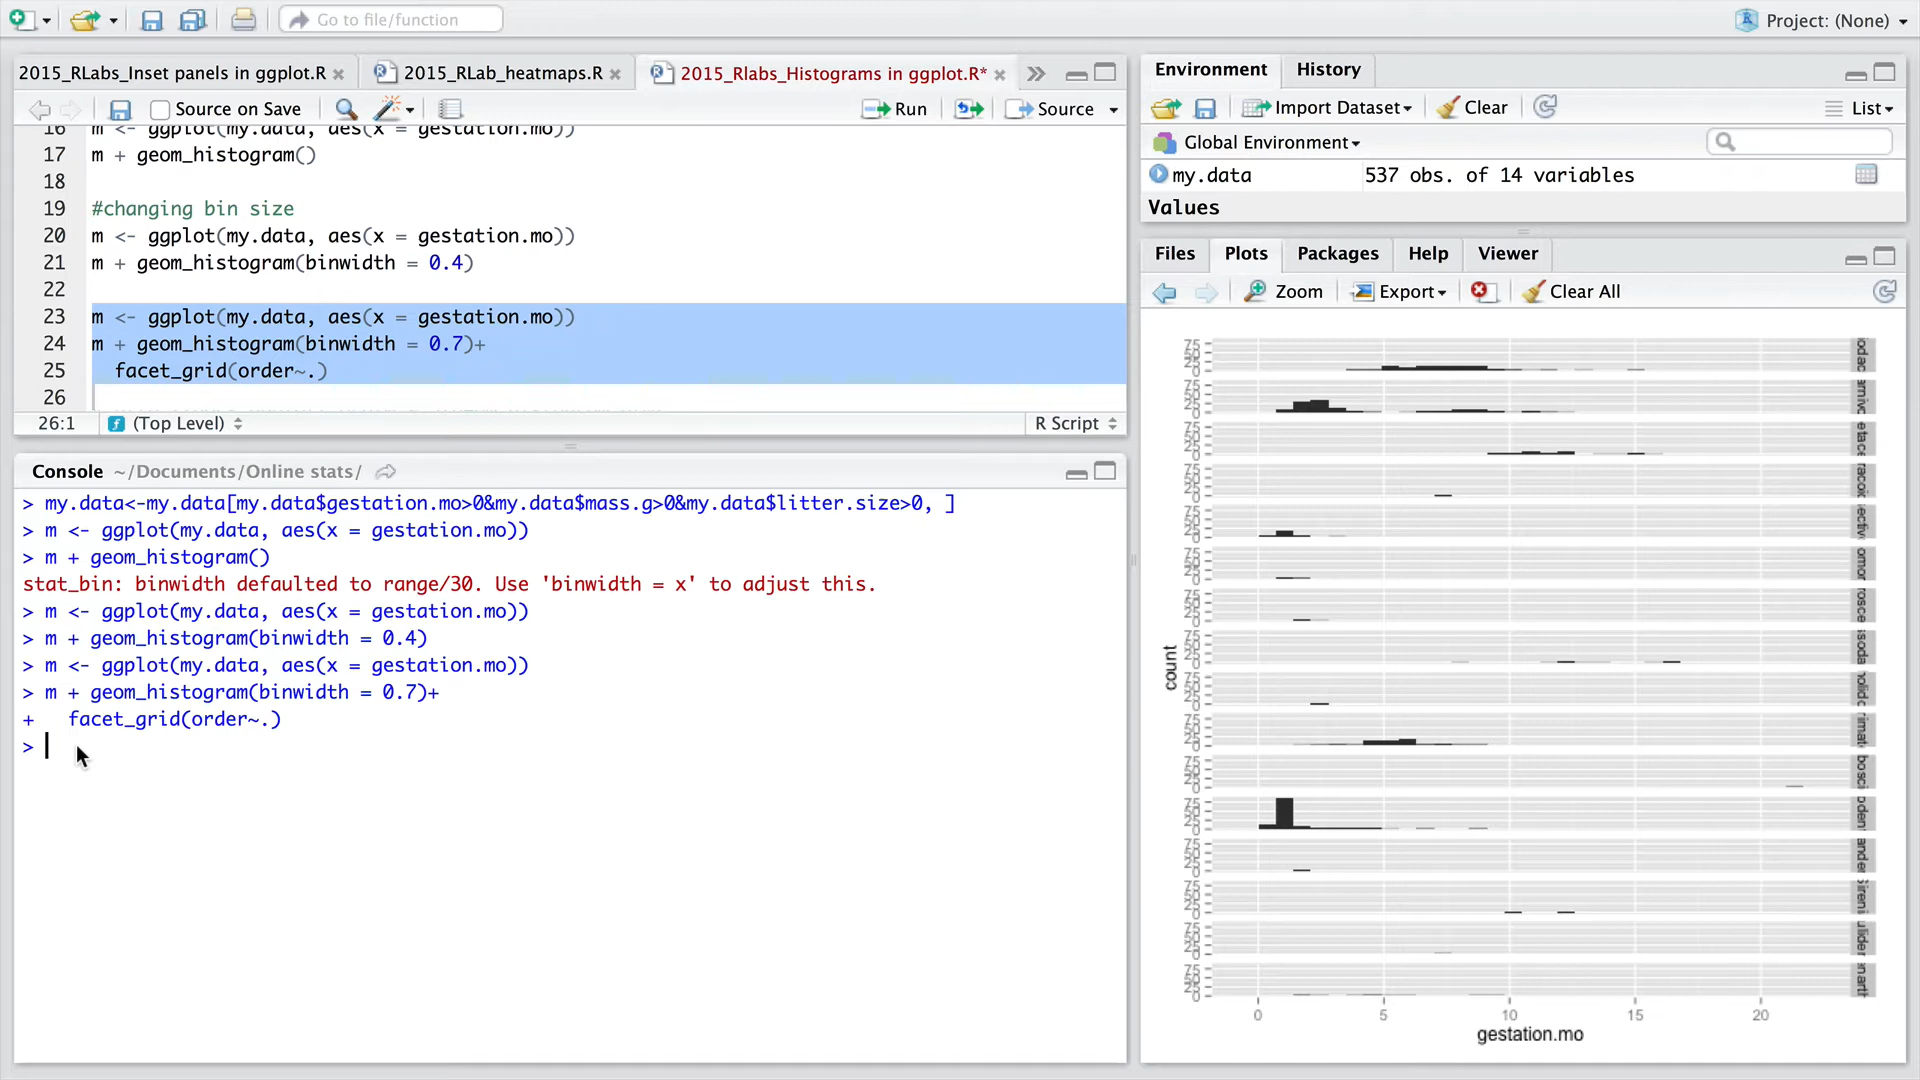 Go to file/function
Project: (None)
2015_RLabs_Inset panels in ggplot.R
2015_RLab_heatmaps.R
2015_Rlabs_Histograms in ggplot.R*
Source on Save
Run
Source
16 m <- ggplot(my.data, aes(x = gestation.mo))
17 m + geom_histogram()
18
19 #changing bin size
20 m <- ggplot(my.data, aes(x = gestation.mo))
21 m + geom_histogram(binwidth = 0.4)
22
23 m <- ggplot(my.data, aes(x = gestation.mo))
24 m + geom_histogram(binwidth = 0.7)+
25 facet_grid(order~.)
26
26:1 (Top Level) R Script
Console ~/Documents/Online stats/
> my.data<-my.data[my.data$gestation.mo>0&my.data$mass.g>0&my.data$litter.size>0, ]
> m <- ggplot(my.data, aes(x = gestation.mo))
> m + geom_histogram()
stat_bin: binwidth defaulted to range/30. Use 'binwidth = x' to adjust this.
> m <- ggplot(my.data, aes(x = gestation.mo))
> m + geom_histogram(binwidth = 0.4)
> m <- ggplot(my.data, aes(x = gestation.mo))
> m + geom_histogram(binwidth = 0.7)+
+ facet_grid(order~.)
>
Environment History
Import Dataset Clear List
Global Environment
my.data 537 obs. of 14 variables
Values
Files Plots Packages Help Viewer
Zoom Export Clear All
count
0 5 10 15 20
gestation.mo